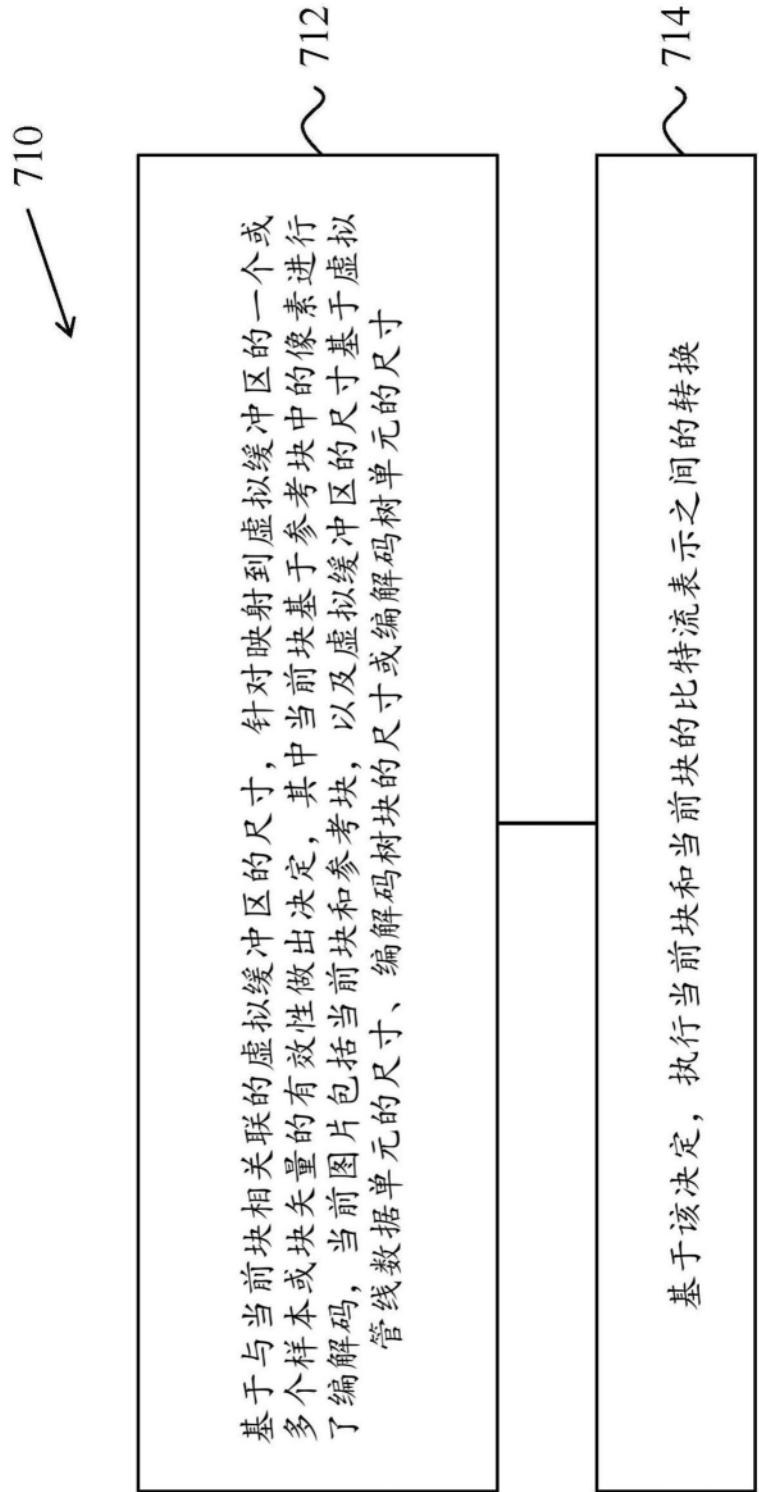 710
基于与当前块相关联的虚拟缓冲区的尺寸，针对映射到虚拟缓冲区的一个或
多个样本或块矢量的有效性做出决定，其中当前块基于参考块中的像素进行
了编解码，当前图片包括当前块和参考块，以及虚拟缓冲区的尺寸基于虚拟
管线数据单元的尺寸、编解码树块的尺寸或编解码树单元的尺寸
712
基于该决定，执行当前块和当前块的比特流表示之间的转换
714